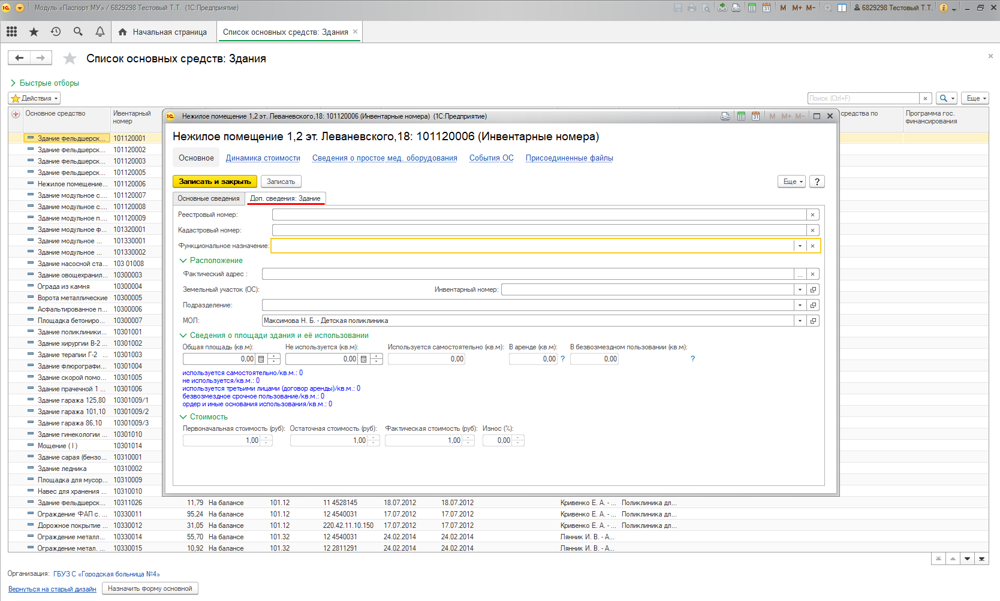 Модуль «Паспорт МУ» / 6829298 Тестовый Т.Т. (1С:Предприятие)
M M+ M- 6829298 Тестовый Т.Т.
Начальная страница
Список основных средств: Здания
Список основных средств: Здания
Быстрые отборы
Действия
Поиск (Ctrl+F)
Еще
Основное средство
Ивентарный номер
средства по
Программа гос. финансирования
Здание фельдшерск... 101120001
Здание фельдшерск... 101120002
Здание фельдшерск... 101120003
Здание фельдшерск... 101120005
Нежилое помещение... 101120006
Здание модульное с.... 101120007
Здание модульное с.... 101120008
Здание модульное п.... 101120009
Здание модульное ф... 101320001
Здание модульное ... 101330001
Здание модульное ... 101330002
Здание насосной ста... 103 01008
Здание овощехранил... 10300003
Ограда из камня 10300004
Ворота металлические 10300005
Асфальтированное п... 10300006
Площадка бетониро... 10300007
Здание поликлиники... 10301001
Здание хирургии В-2 ... 10301002
Здание терапии Г-2 ... 10301003
Здание флюрографи... 10301004
Здание скорой помо... 10301005
Здание прачечной 1 ... 10301006
Здание гаража 125,80 10301009/1
Здание гаража 101,10 10301009/2
Здание гаража 86,10 10301009/3
Здание гинекологии ... 10301010
Мощение ( I ) 10301014
Здание сарая (бензо... 10310001
Здание ледника 10310002
Площадка для мусор... 10310009
Навес для хранения ... 10310010
Здание Фельдшерск... 10311026 11,79 На балансе 101.12 11 4528145 18.07.2012 18.07.2012 Кривенко Е. А. - ... Поликлиника дл...
Ограждение ФАП с. ... 10330011 95,24 На балансе 101.12 12 4540031 17.07.2012 17.07.2012 Кривенко Е. А. - ... Поликлиника дл...
Дорожное покрытие ... 10330012 31,05 На балансе 101.12 220.42.11.10.150 17.07.2012 17.07.2012 Кривенко Е. А. - ... Поликлиника дл...
Ограждение металл... 10330014 55,70 На балансе 101.32 12 4540031 24.02.2014 24.02.2014 Лянник И. В. - А...
Ограждение метал. ... 10330015 10,92 На балансе 101.32 12 2811291 24.02.2014 24.02.2014 Лянник И. В. - А...
Нежилое помещение 1,2 эт. Леваневского,18: 101120006 (Инвентарные номера) (1С:Предприятие)
M M+ M-
Нежилое помещение 1,2 эт. Леваневского,18: 101120006 (Инвентарные номера)
Основное Динамика стоимости Сведения о простое мед. оборудования События ОС Присоединенные файлы
Записать и закрыть Записать Еще ?
Основные сведения Доп. сведения: Здание
Реестровый номер:
Кадастровый номер:
Функциональное назначение:
Расположение
Фактический адрес :
Земельный участок (ОС): Инвентарный номер:
Подразделение:
МОЛ: Максимова Н. Б. - Детская поликлиника
Сведения о площади здания и её использовании
Общая площадь (кв.м): Не используется (кв.м): Используется самостоятельно (кв.м): В аренде (кв.м): В безвозмездном пользовании (кв.м):
0,00 0,00 0,00 0,00 ? 0,00 ?
используется самостоятельно/кв.м.: 0
не используется/кв.м.: 0
используется третьими лицами (договор аренды)/кв.м.: 0
безвозмездное срочное пользование/кв.м.: 0
ордер и иные основания использования/кв.м.: 0
Стоимость
Первоначальная стоимость (руб): Остаточная стоимость (руб): Фактическая стоимость (руб): Износ (%):
1,00 1,00 1,00 0,00
Организация: ГБУЗ С «Городская больница №4»
Вернуться на старый дизайн Назначить форму основной